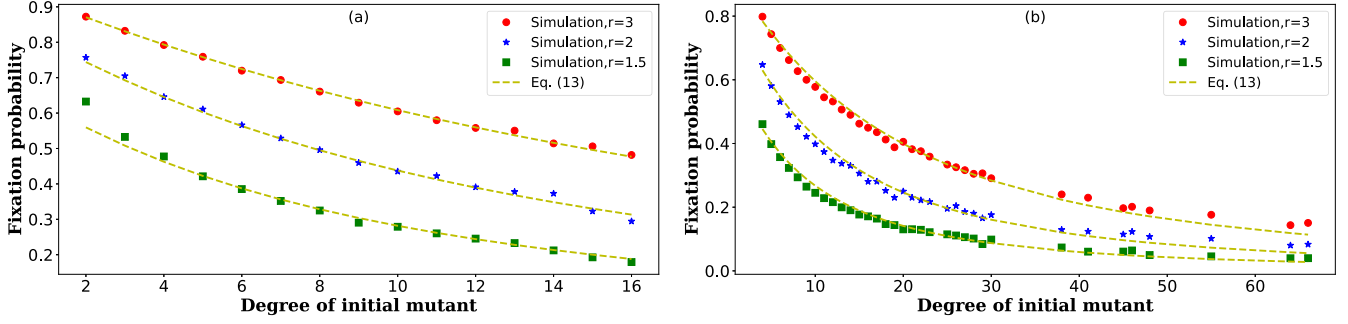 (a)
Simulation,r=3
Simulation,r=2
Simulation,r=1.5
Eq. (13)
Fixation probability
0.9
0.8
0.7
0.6
0.5
0.4
0.3
0.2
2 4 6 8 10 12 14 16
Degree of initial mutant
(b)
Simulation,r=3
Simulation,r=2
Simulation,r=1.5
Eq. (13)
Fixation probability
0.8
0.6
0.4
0.2
0.0
10 20 30 40 50 60
Degree of initial mutant